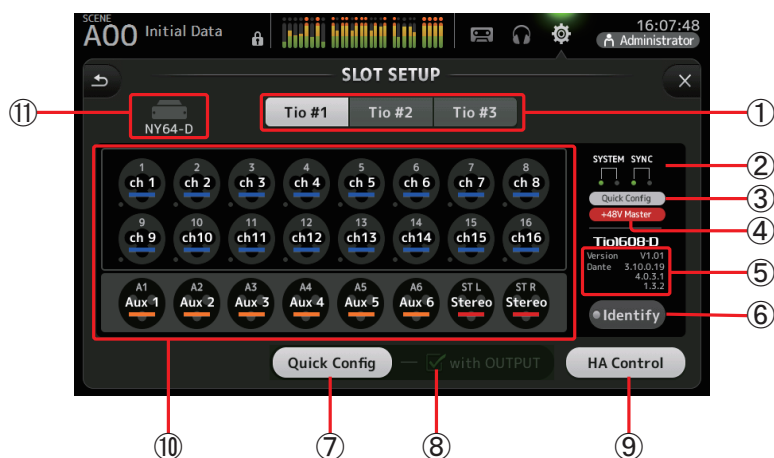 SCENE
A00 Initial Data
16:07:48
Administrator
SLOT SETUP
NY64-D
Tio #1 Tio #2 Tio #3
1 2 3 4 5 6 7 8
ch 1 ch 2 ch 3 ch 4 ch 5 ch 6 ch 7 ch 8
9 10 11 12 13 14 15 16
ch 9 ch10 ch11 ch12 ch13 ch14 ch15 ch16
A1 A2 A3 A4 A5 A6 ST L ST R
Aux 1 Aux 2 Aux 3 Aux 4 Aux 5 Aux 6 Stereo Stereo
SYSTEM SYNC
Quick Config
+48V Master
Tio1608-D
Version V1.01
Dante 3.10.0.19
4.0.3.1
1.3.2
Identify
Quick Config
with OUTPUT
HA Control
①
②
③
④
⑤
⑥
⑦
⑧
⑨
⑩
⑪